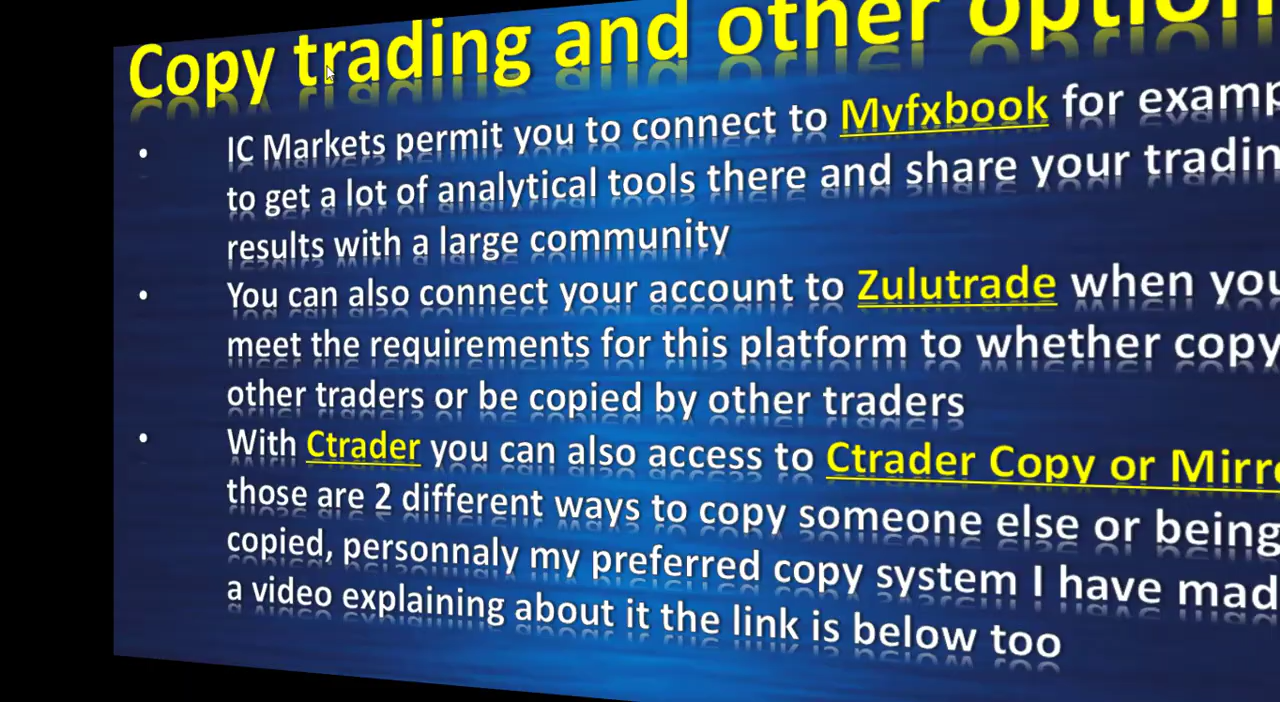 Copy trading and other option
• IC Markets permit you to connect to Myfxbook for examp
to get a lot of analytical tools there and share your tradin
results with a large community
• You can also connect your account to Zulutrade when you
meet the requirements for this platform to whether copy
other traders or be copied by other traders
• With Ctrader you can also access to Ctrader Copy or Mirro
those are 2 different ways to copy someone else or being
copied, personnaly my preferred copy system I have mad
a video explaining about it the link is below too